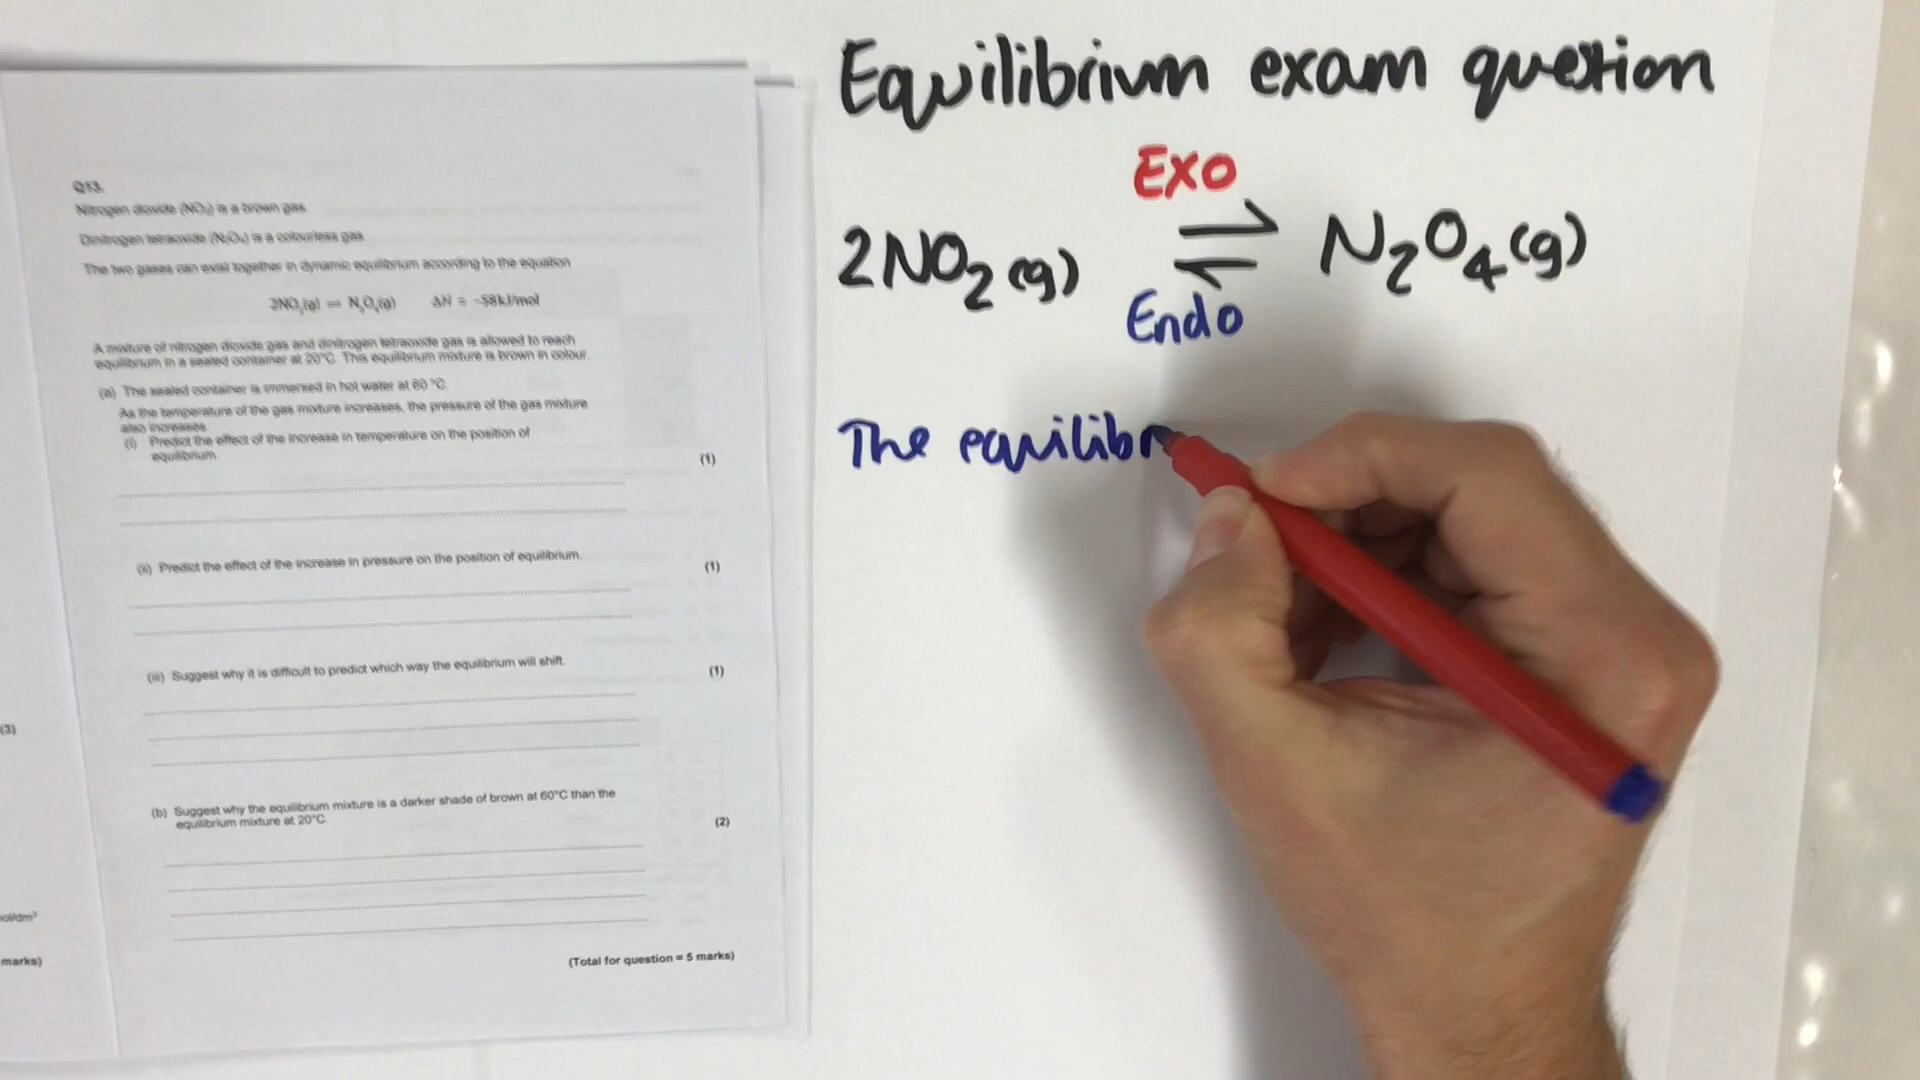 Q13.
Nitrogen dioxide (NO₂) is a brown gas.
Dinitrogen tetraoxide (N₂O₄) is a colourless gas.
The two gases can exist together in dynamic equilibrium according to the equation
2NO₂(g) ⇌ N₂O₄(g) ΔH = −58 kJ/mol
A mixture of nitrogen dioxide gas and dinitrogen tetraoxide gas is allowed to reach
equilibrium in a sealed container at 20°C. This equilibrium mixture is brown in colour.
(a) The sealed container is immersed in hot water at 60 °C.
As the temperature of the gas mixture increases, the pressure of the gas mixture
also increases.
(i) Predict the effect of the increase in temperature on the position of
equilibrium.
(1)
(ii) Predict the effect of the increase in pressure on the position of equilibrium.
(1)
(iii) Suggest why it is difficult to predict which way the equilibrium will shift.
(1)
(b) Suggest why the equilibrium mixture is a darker shade of brown at 60°C than the
equilibrium mixture at 20°C
(2)
(Total for question = 5 marks)
(3)
ol/dm³
marks)
Equilibrium exam question
Exo
2NO₂(g) ⇌ N₂O₄(g)
Endo
The equilibr